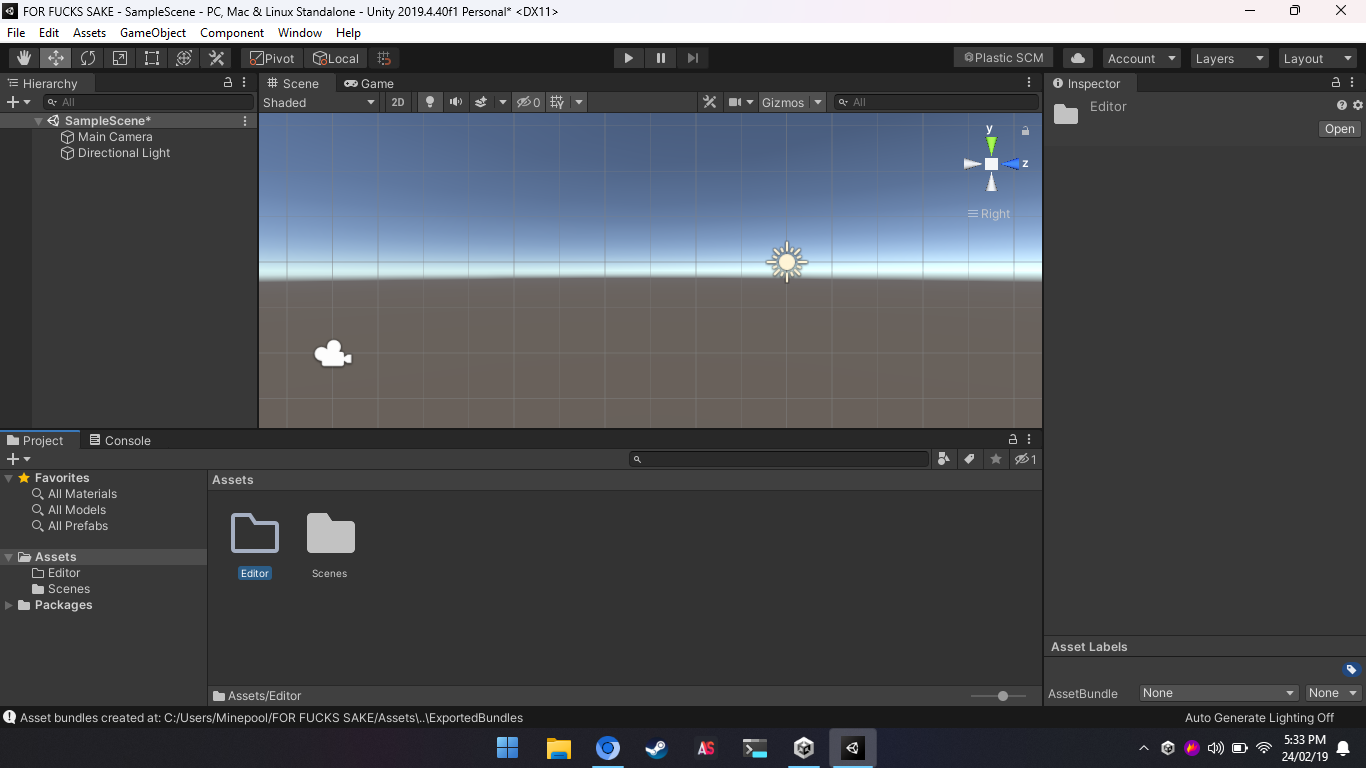 FOR FUCKS SAKE - SampleScene - PC, Mac & Linux Standalone - Unity 2019.4.40f1 Personal* <DX11>
File Edit Assets GameObject Component Window Help
Pivot Local Plastic SCM Account Layers Layout
Hierarchy
All
SampleScene*
Main Camera
Directional Light
Scene Game
Shaded 2D 0 Gizmos All
y
z
Right
Inspector
Editor
Open
Project Console
1
Favorites
All Materials
All Models
All Prefabs
Assets
Editor
Scenes
Packages
Assets
Editor Scenes
Assets/Editor
Asset Labels
AssetBundle None None
Asset bundles created at: C:/Users/Minepool/FOR FUCKS SAKE/Assets\..\ExportedBundles
Auto Generate Lighting Off
AS
5:33 PM
24/02/19